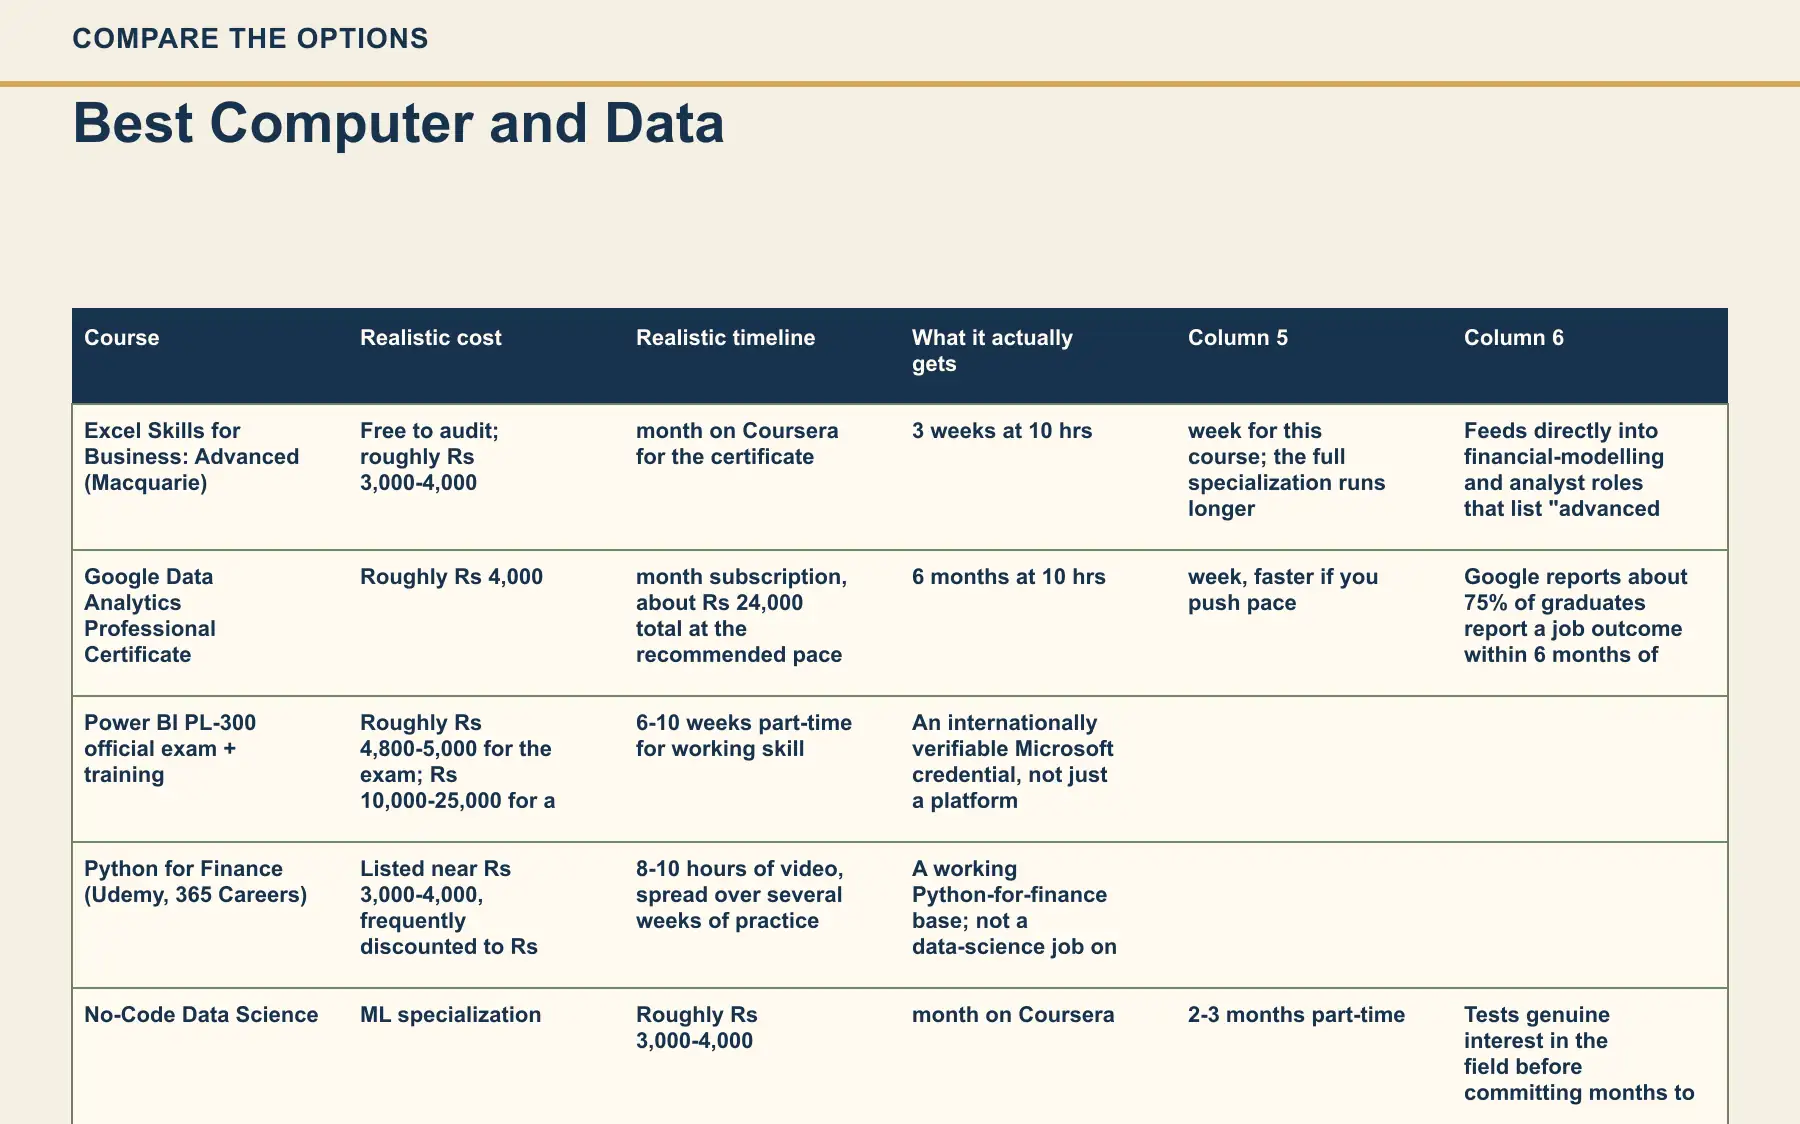 COMPARE THE OPTIONS
Best Computer and Data
Course
Realistic cost
Realistic timeline
What it actually
gets
Column 5
Column 6
Excel Skills for
Business: Advanced
(Macquarie)
Free to audit;
roughly Rs
3,000-4,000
month on Coursera
for the certificate
3 weeks at 10 hrs
week for this
course; the full
specialization runs
longer
Feeds directly into
financial-modelling
and analyst roles
that list "advanced
Google Data
Analytics
Professional
Certificate
Roughly Rs 4,000
month subscription,
about Rs 24,000
total at the
recommended pace
6 months at 10 hrs
week, faster if you
push pace
Google reports about
75% of graduates
report a job outcome
within 6 months of
Power BI PL-300
official exam +
training
Roughly Rs
4,800-5,000 for the
exam; Rs
10,000-25,000 for a
6-10 weeks part-time
for working skill
An internationally
verifiable Microsoft
credential, not just
a platform
Python for Finance
(Udemy, 365 Careers)
Listed near Rs
3,000-4,000,
frequently
discounted to Rs
8-10 hours of video,
spread over several
weeks of practice
A working
Python-for-finance
base; not a
data-science job on
No-Code Data Science
ML specialization
Roughly Rs
3,000-4,000
month on Coursera
2-3 months part-time
Tests genuine
interest in the
field before
committing months to